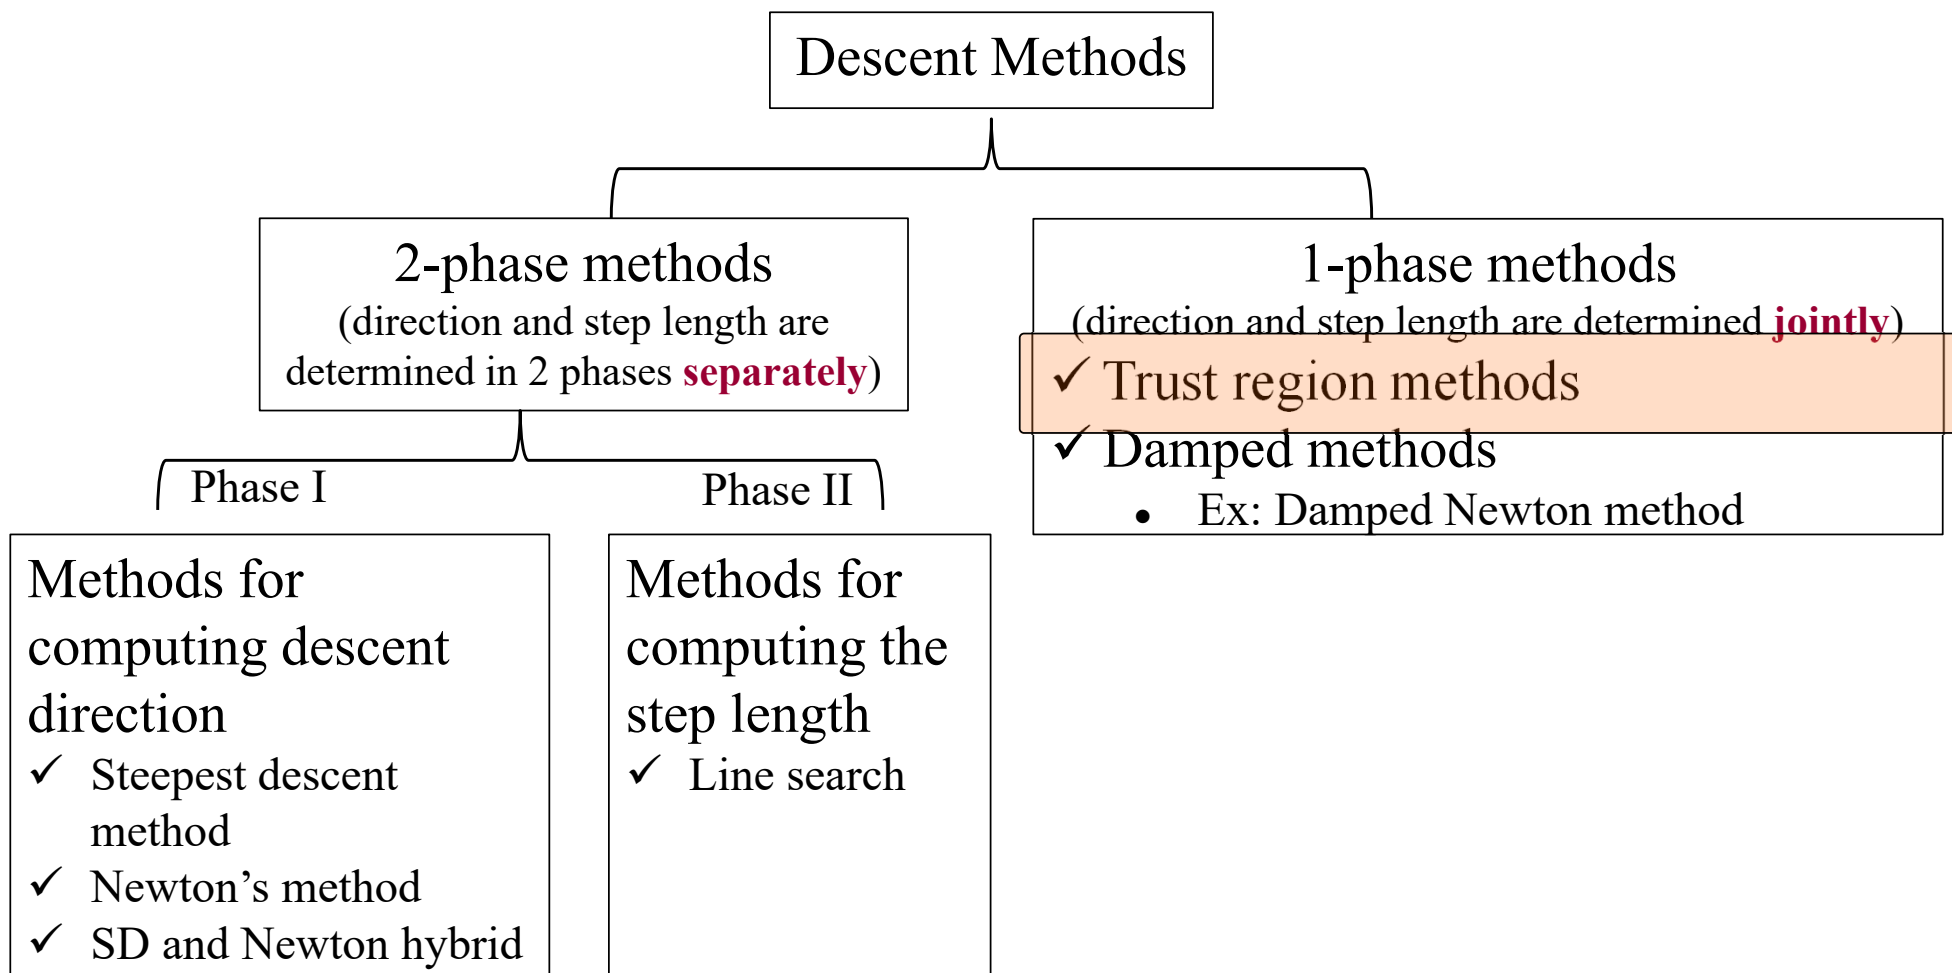 Descent Methods
2-phase methods
(direction and step length are
determined in 2 phases separately)
1-phase methods
(direction and step length are determined jointly)
✓ Trust region methods
✓ Damped methods
• Ex: Damped Newton method
Phase I
Phase II
Methods for
computing descent
direction
✓ Steepest descent
method
✓ Newton’s method
✓ SD and Newton hybrid
Methods for
computing the
step length
✓ Line search